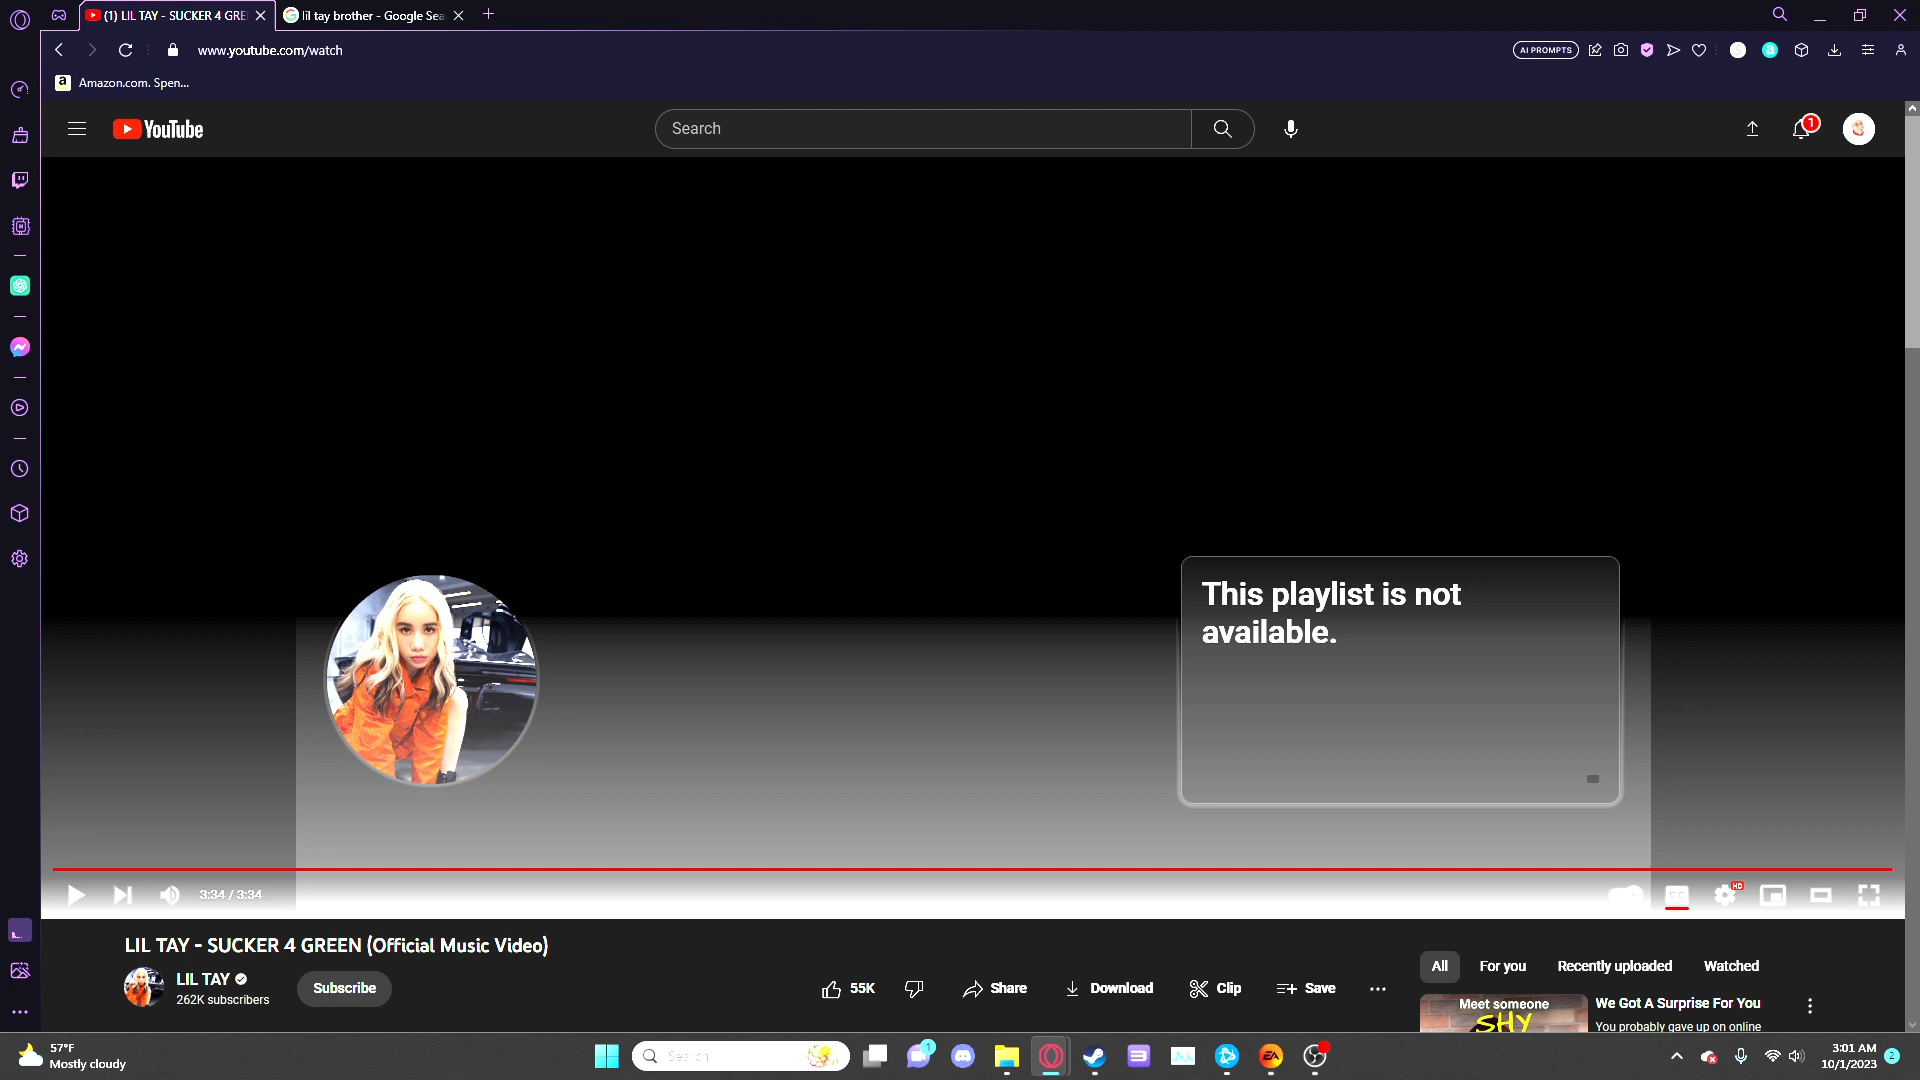 (1) LIL TAY - SUCKER 4 GREE
lil tay brother - Google Sea
www.youtube.com/watch
AI PROMPTS
a
Amazon.com. Spen...
YouTube
Search
1
This playlist is not
available.
3:34 / 3:34
HD
LIL TAY - SUCKER 4 GREEN (Official Music Video)
LIL TAY
262K subscribers
Subscribe
55K
Share
Download
Clip
Save
All
For you
Recently uploaded
Watched
Meet someone
SHY
We Got A Surprise For You
You probably gave up on online
57°F
Mostly cloudy
Search
1
EA
3:01 AM
10/1/2023
2